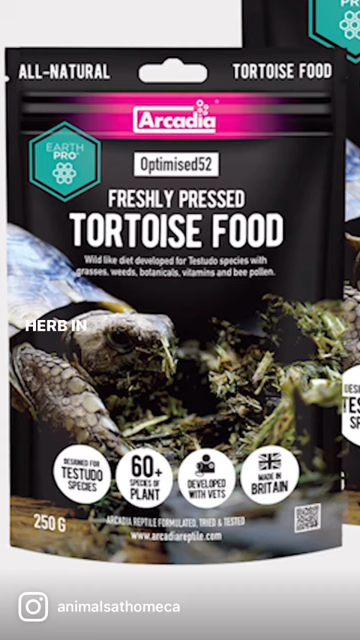 PR
ALL-NATURAL
TORTOISE FOOD
Arcadia
EARTH
PRO
Optimised52
FRESHLY PRESSED
TORTOISE FOOD
Wild like diet developed for Testudo species with
grasses, weeds, botanicals, vitamins and bee pollen.
HERB IN
DESIGNED FOR
TESTUDO
SPECIES
60+
SPECIES OF
PLANT
DEVELOPED
WITH VETS
MADE IN
BRITAIN
250 G
ARCADIA REPTILE FORMULATED, TRIED & TESTED
www.arcadiareptile.com
animalsathomeca